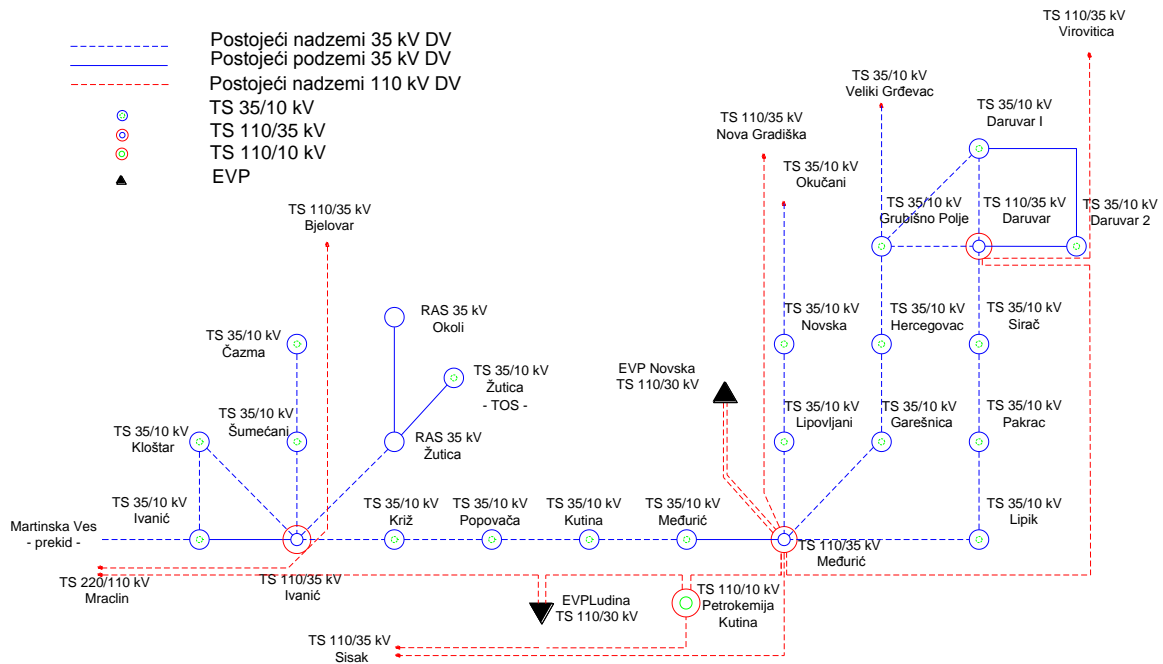 Postojeći nadzemi 35 kV DV
Postojeći podzemi 35 kV DV
Postojeći nadzemi 110 kV DV
TS 35/10 kV
TS 110/35 kV
TS 110/10 kV
EVP
TS 110/35 kV
Virovitica
TS 35/10 kV
Veliki Grđevac
TS 35/10 kV
Daruvar I
TS 110/35 kV
Nova Gradiška
TS 35/10 kV
Okučani
TS 35/10 kV
Grubišno Polje
TS 110/35 kV
Daruvar
TS 35/10 kV
Daruvar 2
TS 110/35 kV
Bjelovar
RAS 35 kV
Okoli
TS 35/10 kV
Novska
TS 35/10 kV
Hercegovac
TS 35/10 kV
Sirač
TS 35/10 kV
Čazma
TS 35/10 kV
Žutica
- TOS -
EVP Novska
TS 110/30 kV
TS 35/10 kV
Kloštar
TS 35/10 kV
Šumećani
RAS 35 kV
Žutica
TS 35/10 kV
Lipovljani
TS 35/10 kV
Garešnica
TS 35/10 kV
Pakrac
Martinska Ves
- prekid -
TS 35/10 kV
Ivanić
TS 35/10 kV
Križ
TS 35/10 kV
Popovača
TS 35/10 kV
Kutina
TS 35/10 kV
Međurić
TS 35/10 kV
Lipik
TS 110/35 kV
Međurić
TS 220/110 kV
Mraclin
TS 110/35 kV
Ivanić
EVPLudina
TS 110/30 kV
TS 110/10 kV
Petrokemija
Kutina
TS 110/35 kV
Sisak